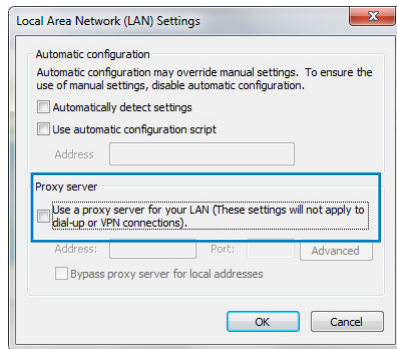 Local Area Network (LAN) Settings
Automatic configuration
Automatic configuration may override manual settings. To ensure the
use of manual settings, disable automatic configuration.
Automatically detect settings
Use automatic configuration script
Address
Proxy server
Use a proxy server for your LAN (These settings will not apply to
dial-up or VPN connections).
Address:
Port:
Advanced
Bypass proxy server for local addresses
OK
Cancel